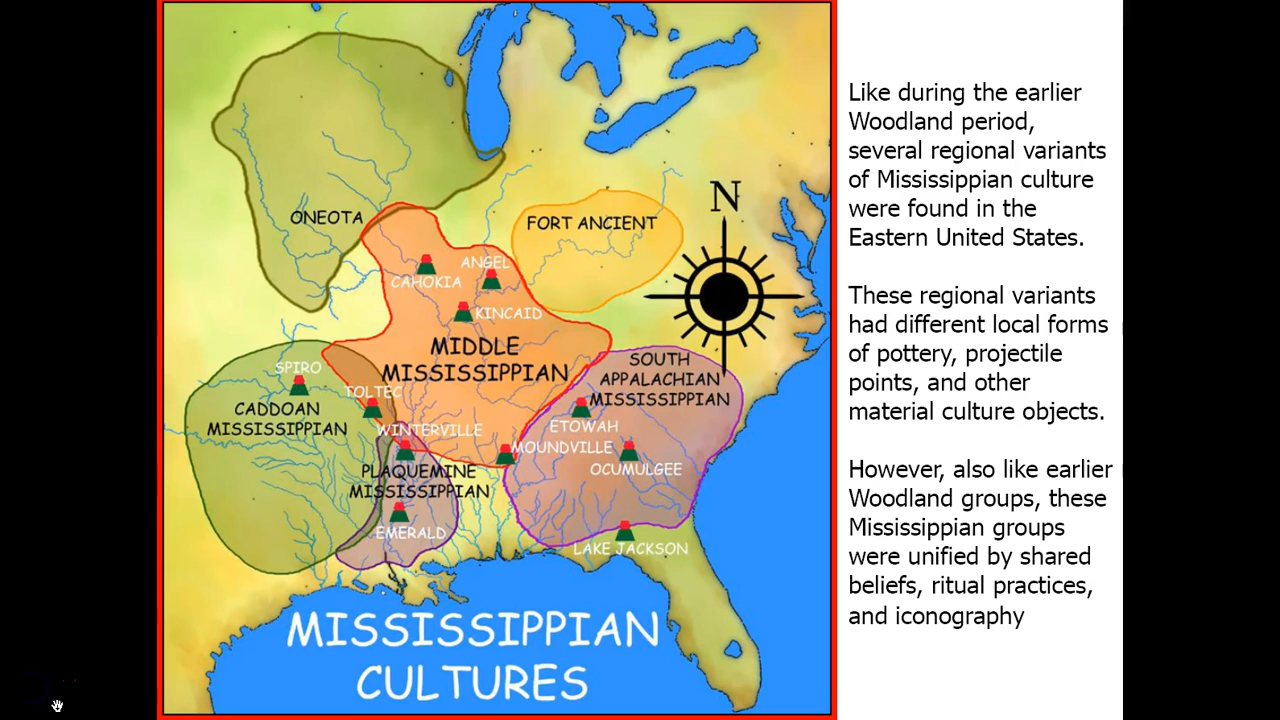 Like during the earlier
Woodland period,
several regional variants
of Mississippian culture
were found in the
Eastern United States.
These regional variants
had different local forms
of pottery, projectile
points, and other
material culture objects.
However, also like earlier
Woodland groups, these
Mississippian groups
were unified by shared
beliefs, ritual practices,
and iconography
N
ONEOTA
FORT ANCIENT
ANGEL
CAHOKIA
KINCAID
MIDDLE
MISSISSIPPIAN
SOUTH
APPALACHIAN
MISSISSIPPIAN
SPIRO
TOLTEC
CADDOAN
MISSISSIPPIAN
WINTERVILLE
ETOWAH
MOUNDVILLE
OCUMULGEE
PLAQUEMINE
MISSISSIPPIAN
EMERALD
LAKE JACKSON
MISSISSIPPIAN
CULTURES